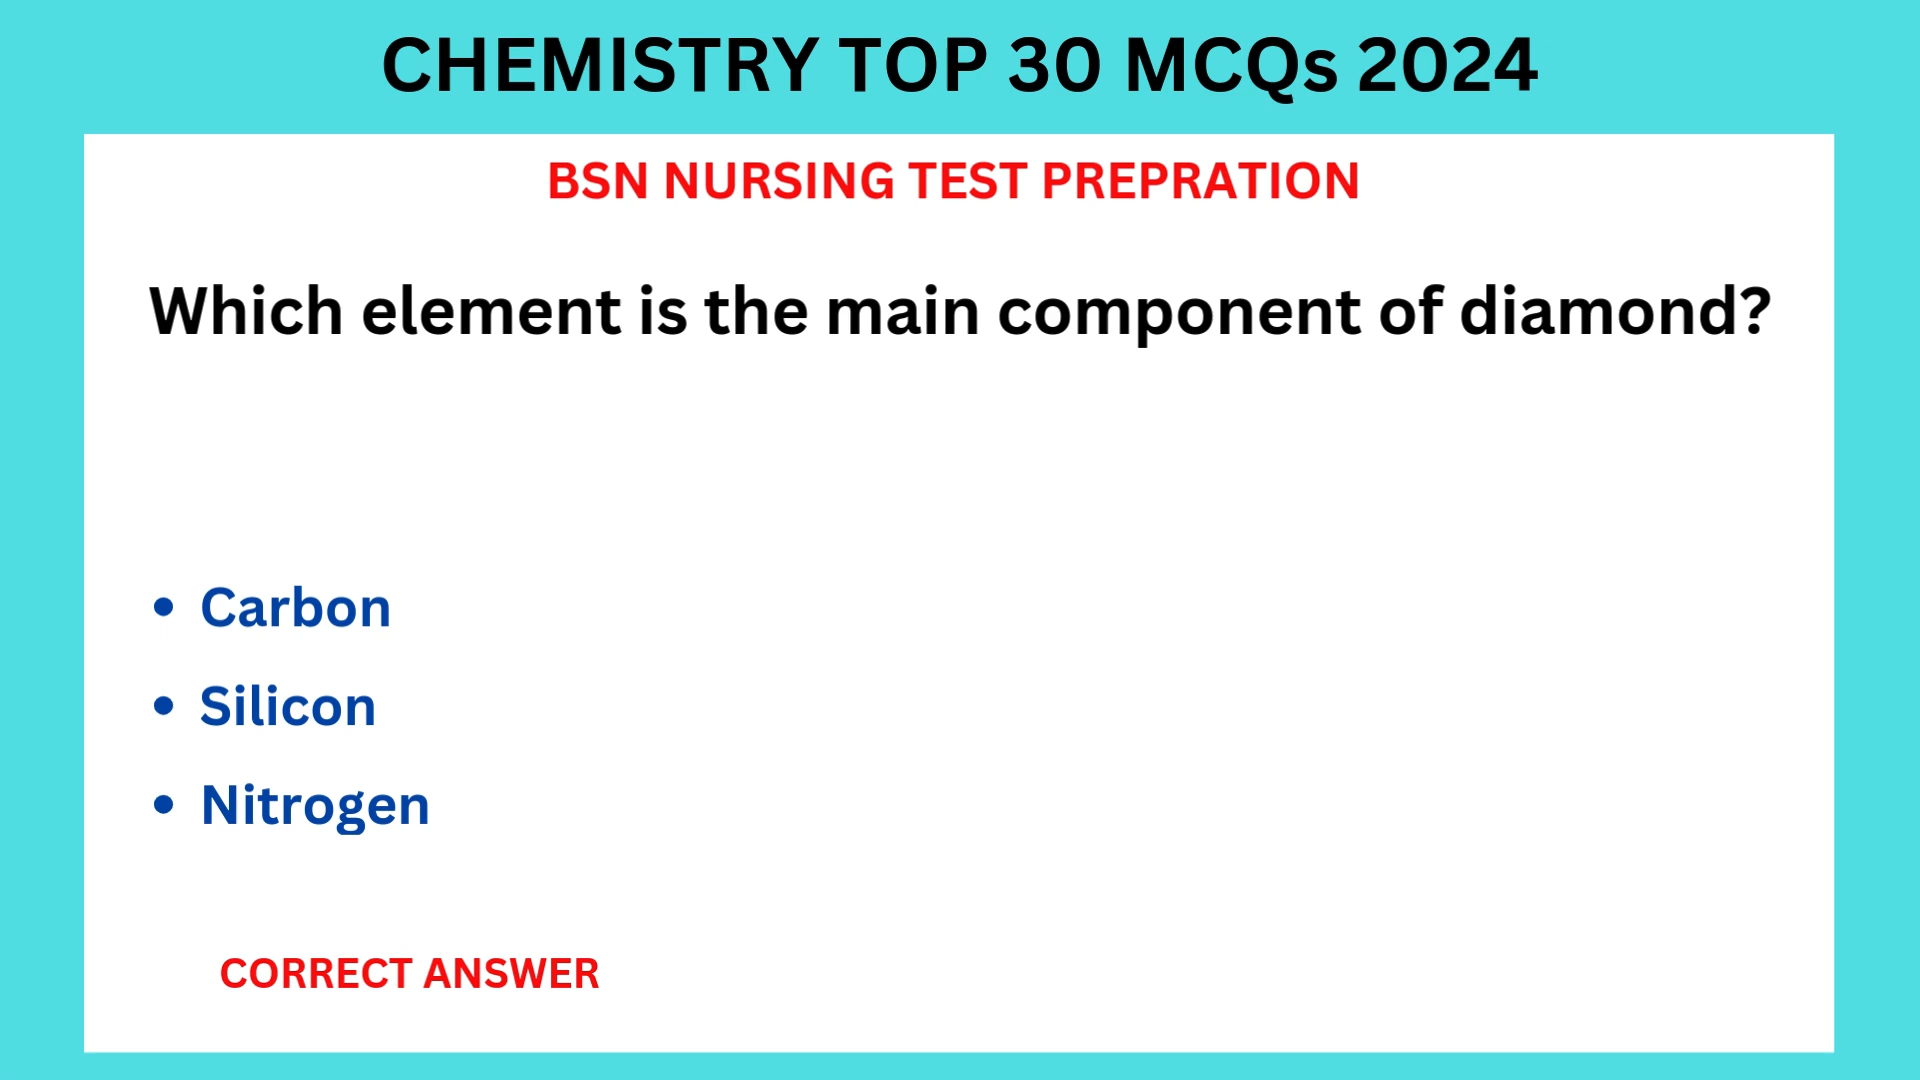 CHEMISTRY TOP 30 MCQs 2024
BSN NURSING TEST PREPRATION
Which element is the main component of diamond?
• Carbon
• Silicon
• Nitrogen
CORRECT ANSWER